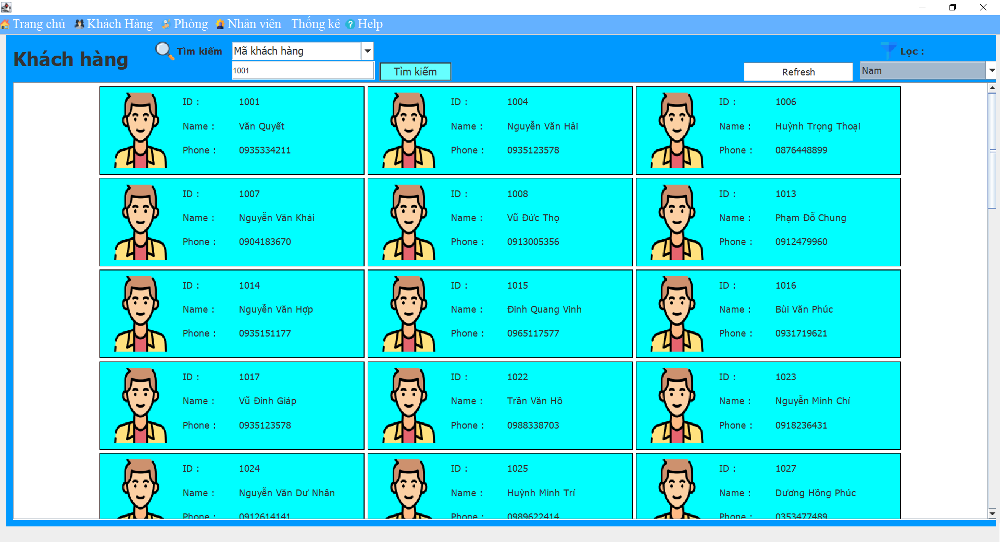 Trang chủ Khách Hàng Phòng Nhân viên Thống kê Help
Khách hàng
Tìm kiếm Mã khách hàng
Lọc :
1001 Tìm kiếm Refresh Nam
ID : 1001 ID : 1004 ID : 1006
Name : Văn Quyết Name : Nguyễn Văn Hải Name : Huỳnh Trọng Thoại
Phone : 0935334211 Phone : 0935123578 Phone : 0876448899
ID : 1007 ID : 1008 ID : 1013
Name : Nguyễn Văn Khải Name : Vũ Đức Thọ Name : Phạm Đỗ Chung
Phone : 0904183670 Phone : 0913005356 Phone : 0912479960
ID : 1014 ID : 1015 ID : 1016
Name : Nguyễn Văn Hợp Name : Đinh Quang Vinh Name : Bùi Văn Phúc
Phone : 0935151177 Phone : 0965117577 Phone : 0931719621
ID : 1017 ID : 1022 ID : 1023
Name : Vũ Đình Giáp Name : Trần Văn Hồ Name : Nguyễn Minh Chí
Phone : 0935123578 Phone : 0988338703 Phone : 0918236431
ID : 1024 ID : 1025 ID : 1027
Name : Nguyễn Văn Dư Nhân Name : Huỳnh Minh Trí Name : Dương Hồng Phúc
Phone : 0912614141 Phone : 0989622414 Phone : 0353477489